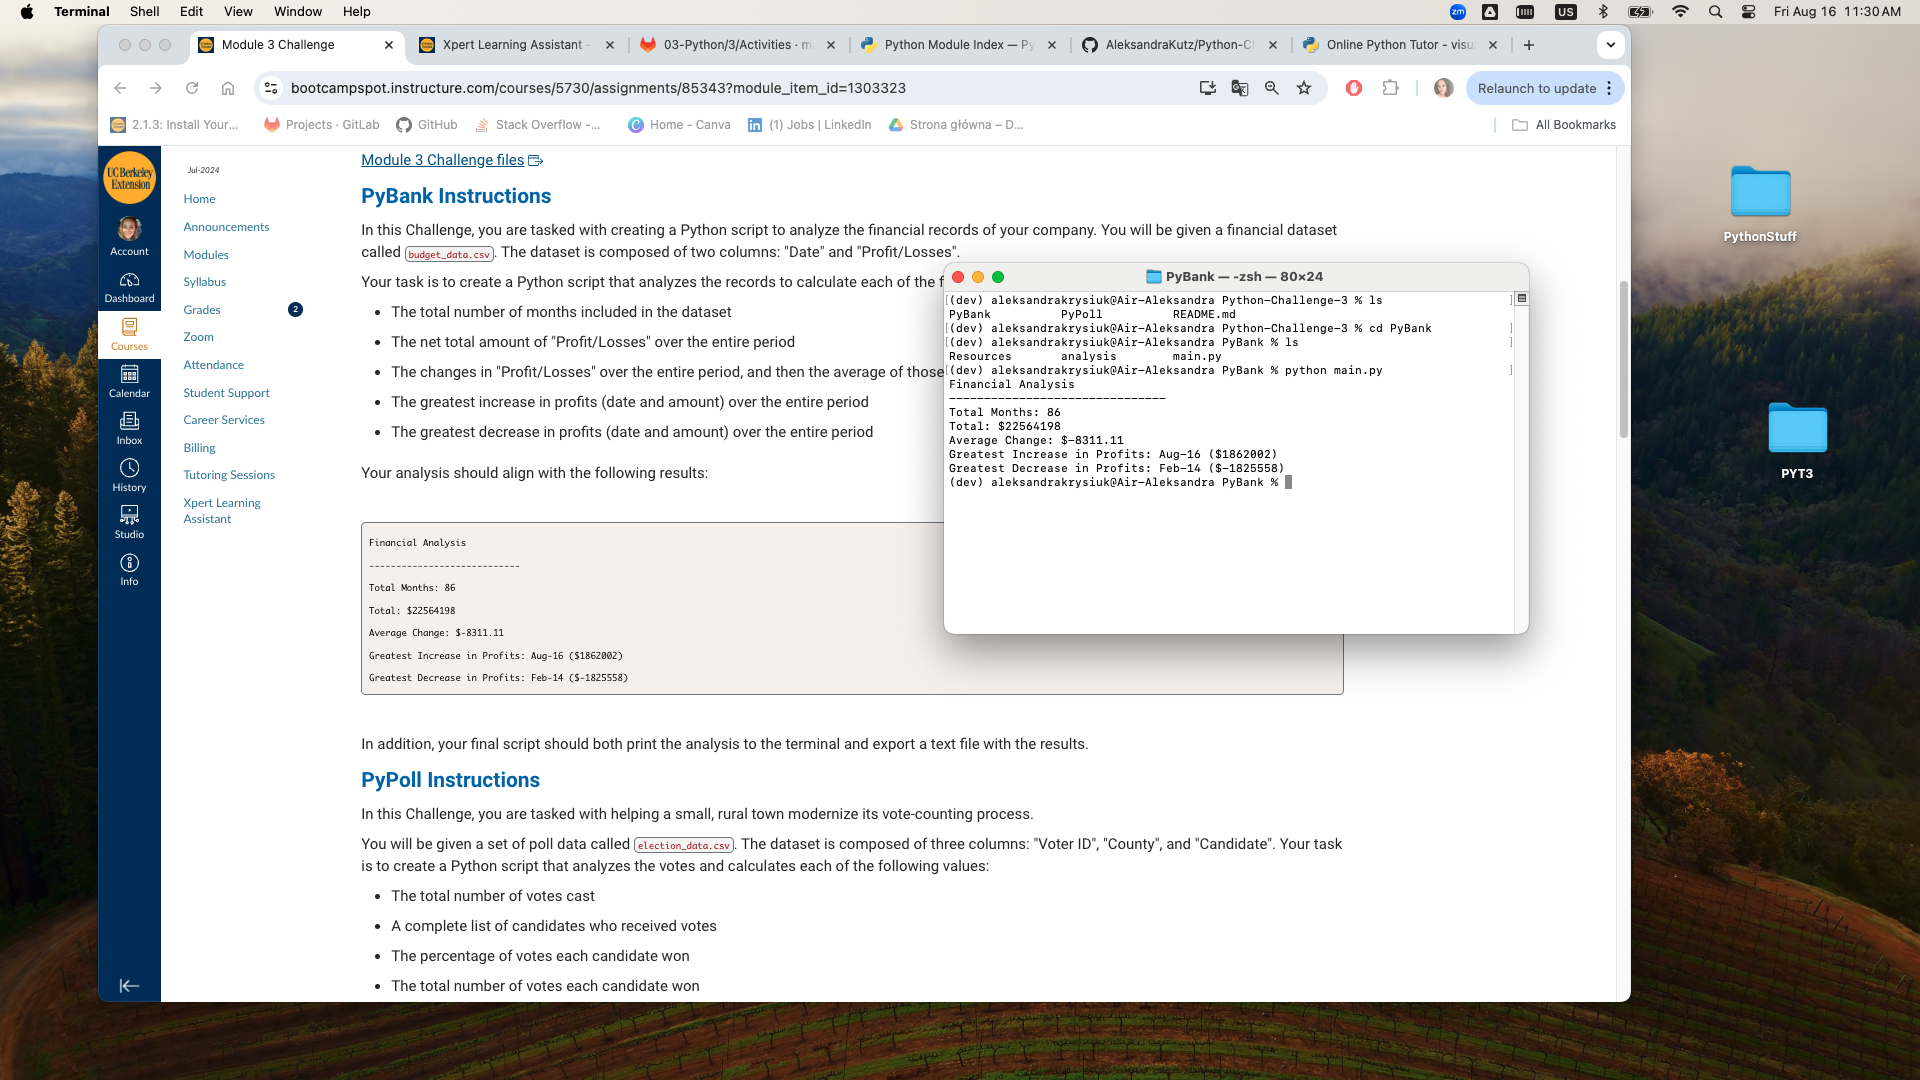 Terminal Shell Edit View Window Help
zm US Fri Aug 16 11:30 AM
Module 3 Challenge
Xpert Learning Assistant -
03-Python/3/Activities · m
Python Module Index — Py
AleksandraKutz/Python-C
Online Python Tutor - visu
bootcampspot.instructure.com/courses/5730/assignments/85343?module_item_id=1303323
Relaunch to update
2.1.3: Install Your...
Projects · GitLab
GitHub
Stack Overflow -...
Home - Canva
(1) Jobs | LinkedIn
Strona główna – D...
All Bookmarks
UC Berkeley
Extension
Account
Dashboard
Courses
Calendar
Inbox
History
Studio
Info
Jul-2024
Home
Announcements
Modules
Syllabus
Grades 2
Zoom
Attendance
Student Support
Career Services
Billing
Tutoring Sessions
Xpert Learning
Assistant
Module 3 Challenge files
PyBank Instructions
In this Challenge, you are tasked with creating a Python script to analyze the financial records of your company. You will be given a financial dataset
called budget_data.csv. The dataset is composed of two columns: "Date" and "Profit/Losses".
Your task is to create a Python script that analyzes the records to calculate each of the f
• The total number of months included in the dataset
• The net total amount of "Profit/Losses" over the entire period
• The changes in "Profit/Losses" over the entire period, and then the average of those
• The greatest increase in profits (date and amount) over the entire period
• The greatest decrease in profits (date and amount) over the entire period
Your analysis should align with the following results:
Financial Analysis
----------------------------
Total Months: 86
Total: $22564198
Average Change: $-8311.11
Greatest Increase in Profits: Aug-16 ($1862002)
Greatest Decrease in Profits: Feb-14 ($-1825558)
In addition, your final script should both print the analysis to the terminal and export a text file with the results.
PyPoll Instructions
In this Challenge, you are tasked with helping a small, rural town modernize its vote-counting process.
You will be given a set of poll data called election_data.csv. The dataset is composed of three columns: "Voter ID", "County", and "Candidate". Your task
is to create a Python script that analyzes the votes and calculates each of the following values:
• The total number of votes cast
• A complete list of candidates who received votes
• The percentage of votes each candidate won
• The total number of votes each candidate won
PyBank — -zsh — 80×24
[(dev) aleksandrakrysiuk@Air-Aleksandra Python-Challenge-3 % ls ]
PyBank PyPoll README.md
[(dev) aleksandrakrysiuk@Air-Aleksandra Python-Challenge-3 % cd PyBank ]
[(dev) aleksandrakrysiuk@Air-Aleksandra PyBank % ls ]
Resources analysis main.py
[(dev) aleksandrakrysiuk@Air-Aleksandra PyBank % python main.py ]
Financial Analysis
-------------------------------
Total Months: 86
Total: $22564198
Average Change: $-8311.11
Greatest Increase in Profits: Aug-16 ($1862002)
Greatest Decrease in Profits: Feb-14 ($-1825558)
(dev) aleksandrakrysiuk@Air-Aleksandra PyBank %
PythonStuff
PYT3